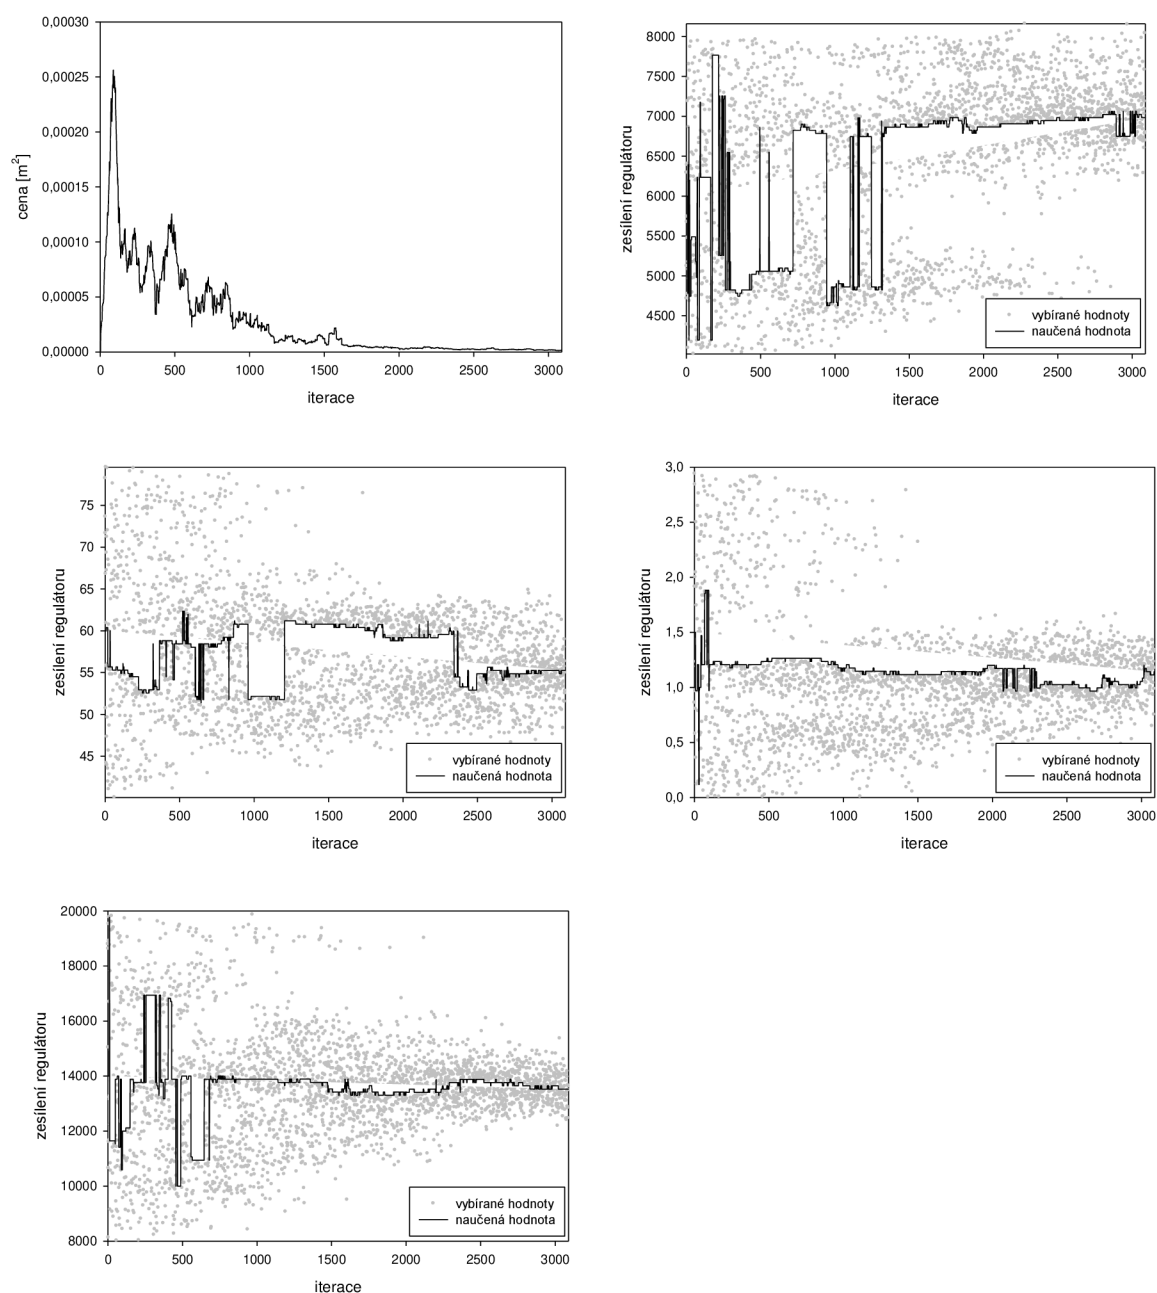 0,00030
0,00025
0,00020
0,00015
0,00010
0,00005
0,00000
cena [m²]
0 500 1000 1500 2000 2500 3000
iterace
8000
7500
7000
6500
6000
5500
5000
4500
zesílení regulátoru
vybírané hodnoty
naučená hodnota
0 500 1000 1500 2000 2500 3000
iterace
75
70
65
60
55
50
45
zesílení regulátoru
vybírané hodnoty
naučená hodnota
0 500 1000 1500 2000 2500 3000
iterace
3,0
2,5
2,0
1,5
1,0
0,5
0,0
zesílení regulátoru
vybírané hodnoty
naučená hodnota
0 500 1000 1500 2000 2500 3000
iterace
20000
18000
16000
14000
12000
10000
8000
zesílení regulátoru
vybírané hodnoty
naučená hodnota
0 500 1000 1500 2000 2500 3000
iterace